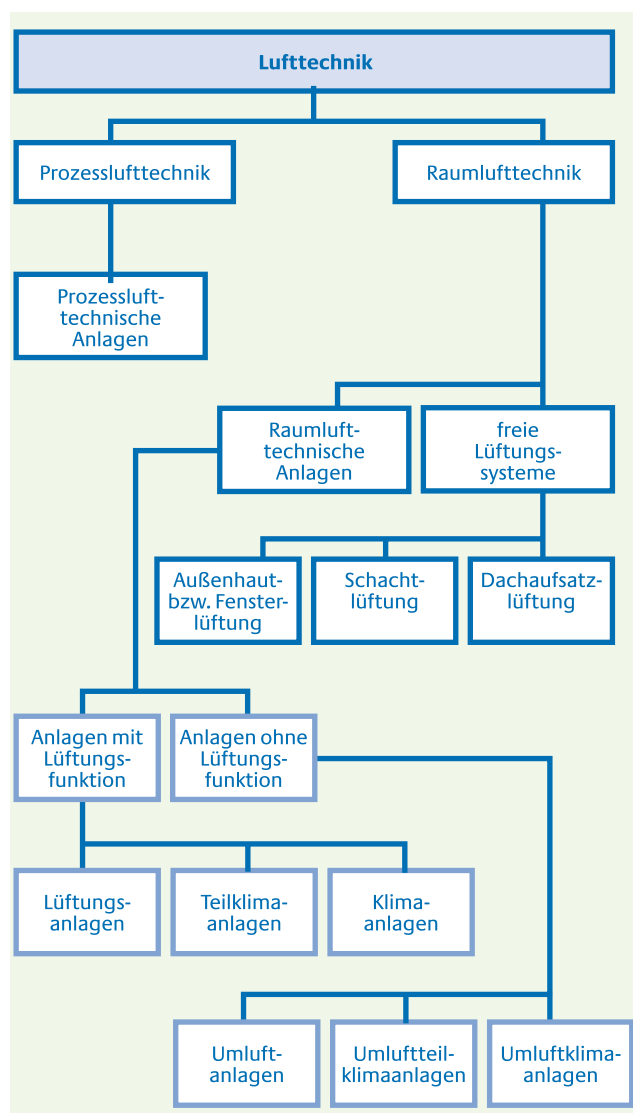 Lufttechnik
Prozesslufttechnik
Raumlufttechnik
Prozessluft-
technische
Anlagen
Raumluft-
technische
Anlagen
freie
Lüftungs-
systeme
Außenhaut-
bzw. Fenster-
lüftung
Schacht-
lüftung
Dachaufsatz-
lüftung
Anlagen mit
Lüftungs-
funktion
Anlagen ohne
Lüftungs-
funktion
Lüftungs-
anlagen
Teilklima-
anlagen
Klima-
anlagen
Umluft-
anlagen
Umluftteil-
klimaanlagen
Umluftklima-
anlagen